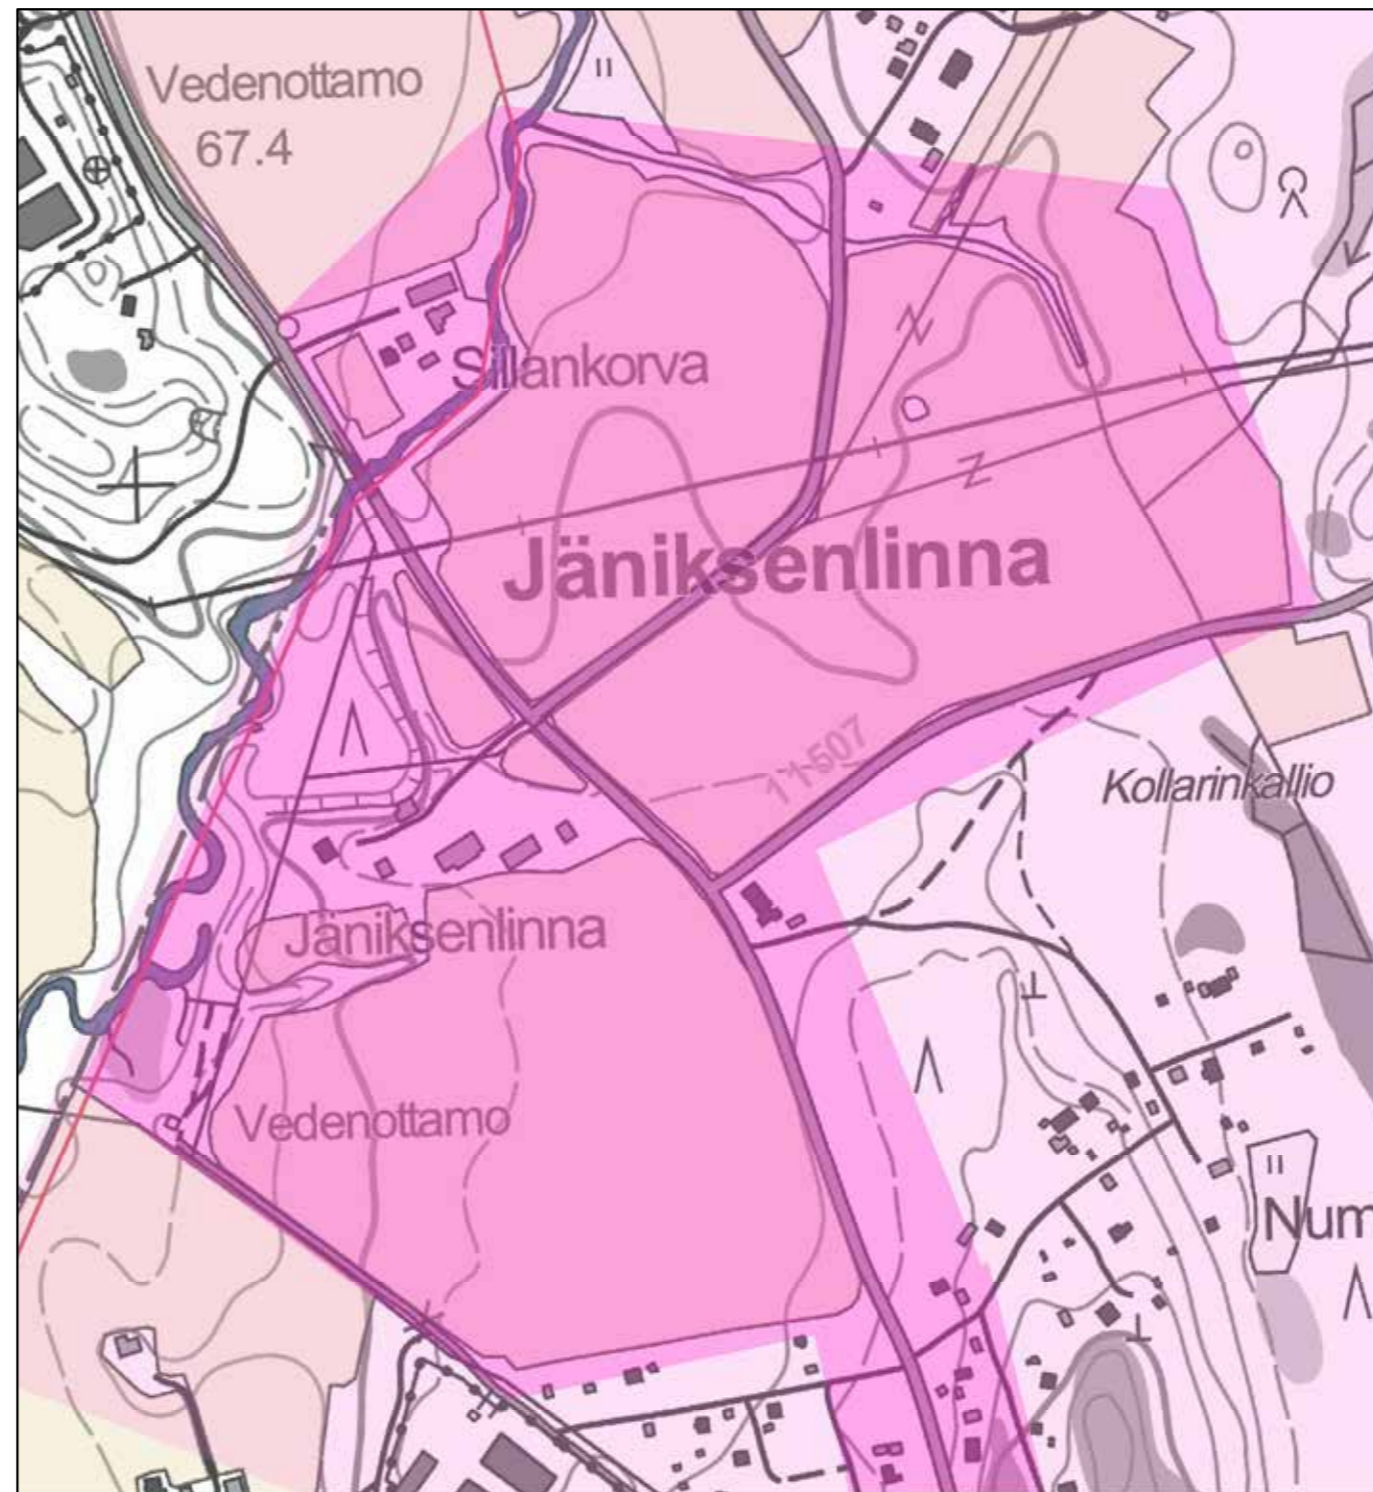 Vedenottamo
67.4
Sillankorva
Jäniksenlinna
11507
Kollarinkallio
Jäniksenlinna
Vedenottamo
Num